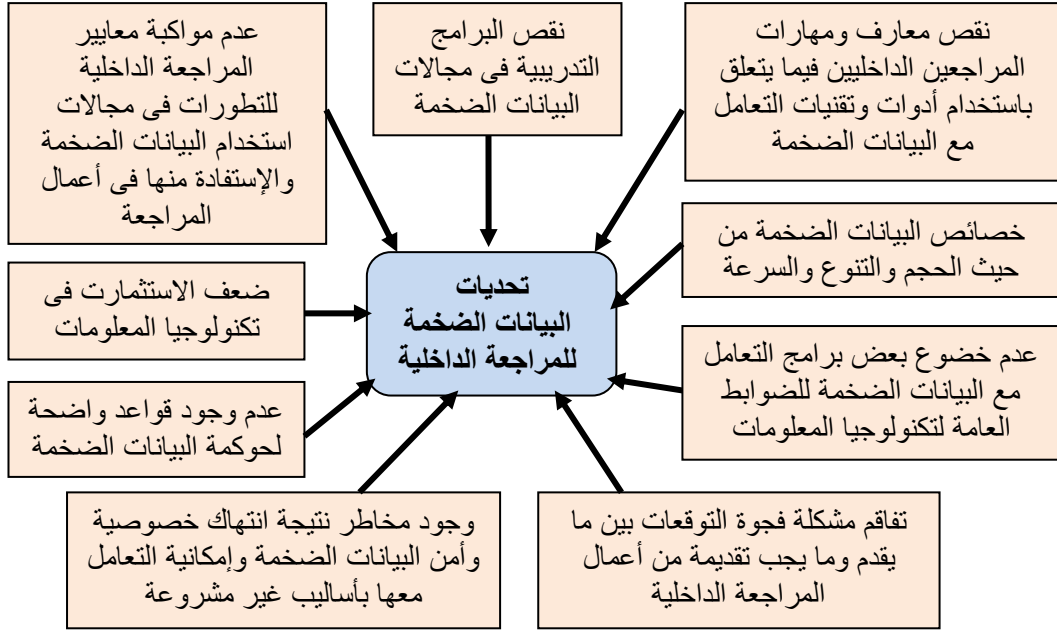 نقص معارف ومهارات
المراجعين الداخليين فيما يتعلق
باستخدام أدوات وتقنيات التعامل
مع البيانات الضخمة
نقص البرامج
التدريبية فى مجالات
البيانات الضخمة
عدم مواكبة معايير
المراجعة الداخلية
للتطورات فى مجالات
استخدام البيانات الضخمة
والإستفادة منها فى أعمال
المراجعة
خصائص البيانات الضخمة من
حيث الحجم والتنوع والسرعة
تحديات
البيانات الضخمة
للمراجعة الداخلية
ضعف الاستثمارت فى
تكنولوجيا المعلومات
عدم خضوع بعض برامج التعامل
مع البيانات الضخمة للضوابط
العامة لتكنولوجيا المعلومات
عدم وجود قواعد واضحة
لحوكمة البيانات الضخمة
تفاقم مشكلة فجوة التوقعات بين ما
يقدم وما يجب تقديمة من أعمال
المراجعة الداخلية
وجود مخاطر نتيجة انتهاك خصوصية
وأمن البيانات الضخمة وإمكانية التعامل
معها بأساليب غير مشروعة